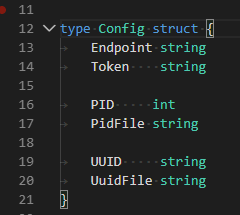 11
12 type Config struct {
13 Endpoint string
14 Token string
15
16 PID int
17 PidFile string
18
19 UUID string
20 UuidFile string
21 }